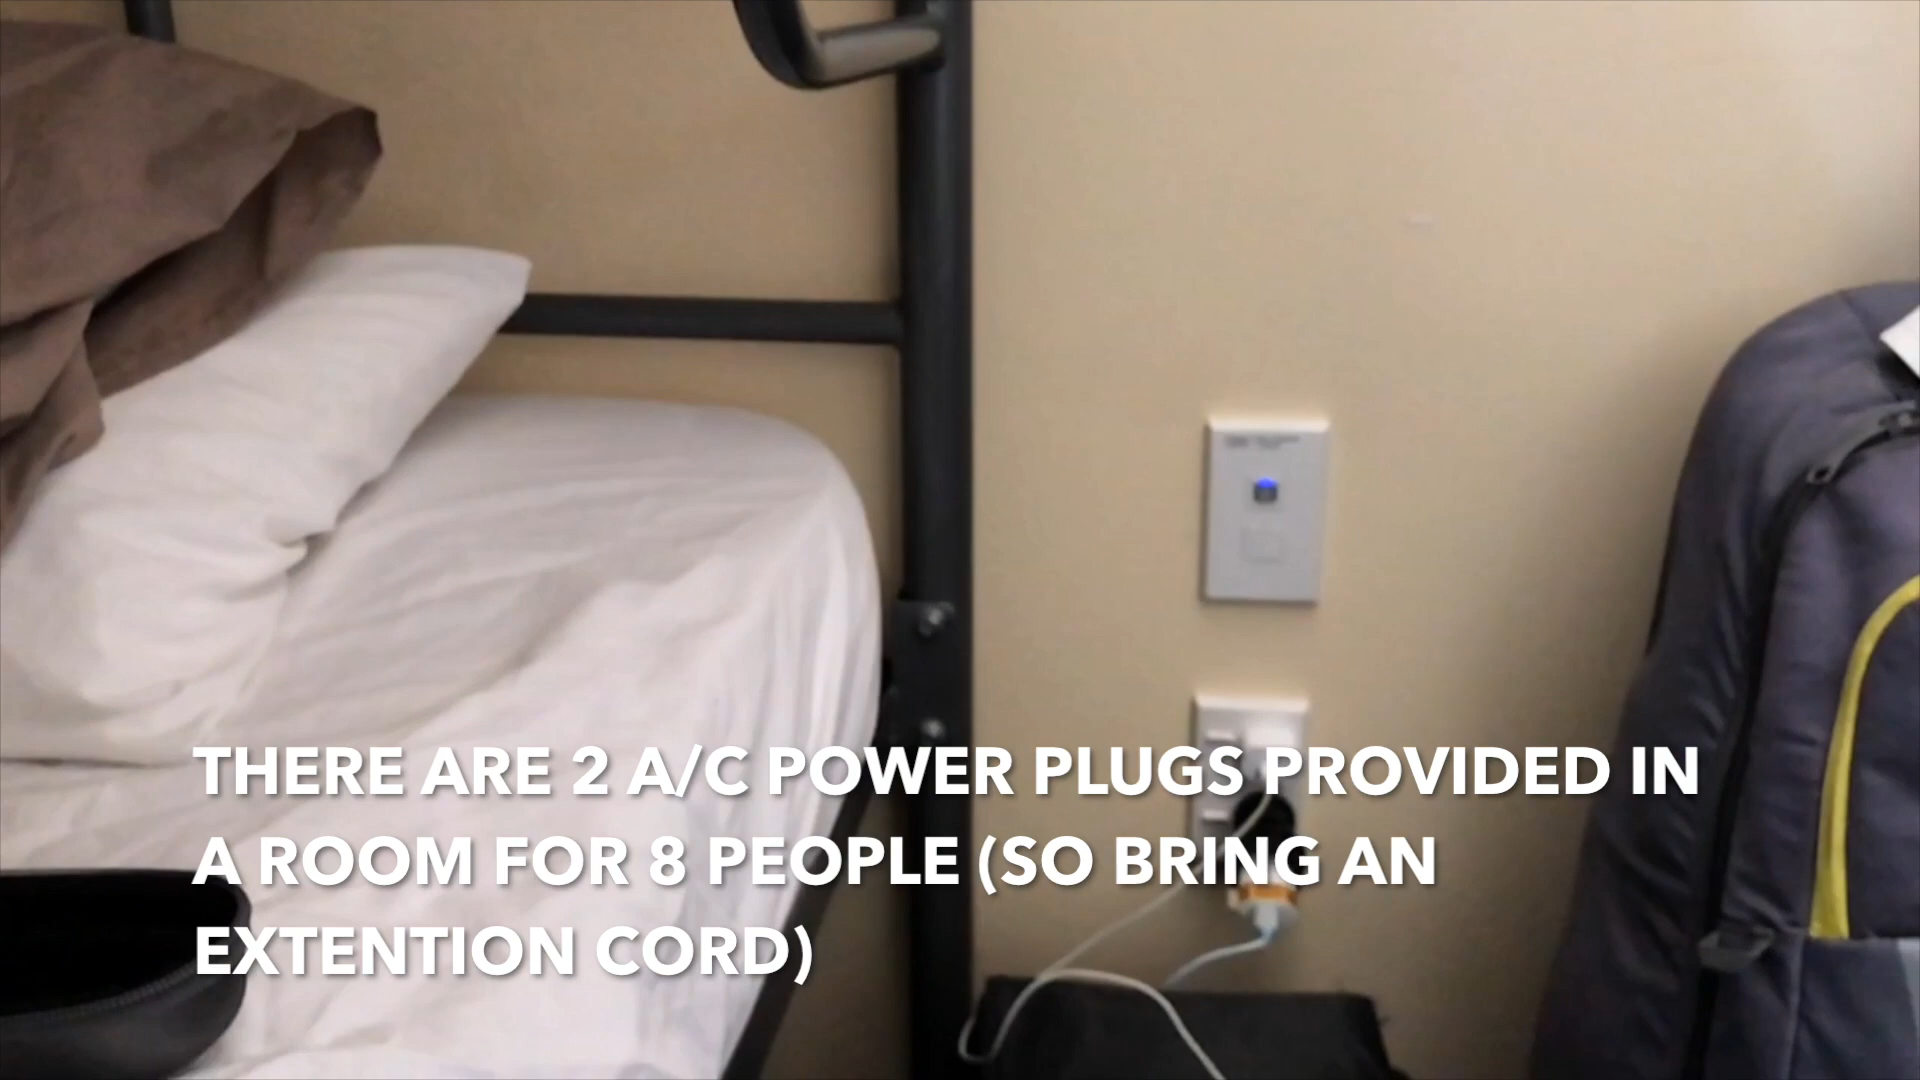 THERE ARE 2 A/C POWER PLUGS PROVIDED IN
A ROOM FOR 8 PEOPLE (SO BRING AN
EXTENTION CORD)